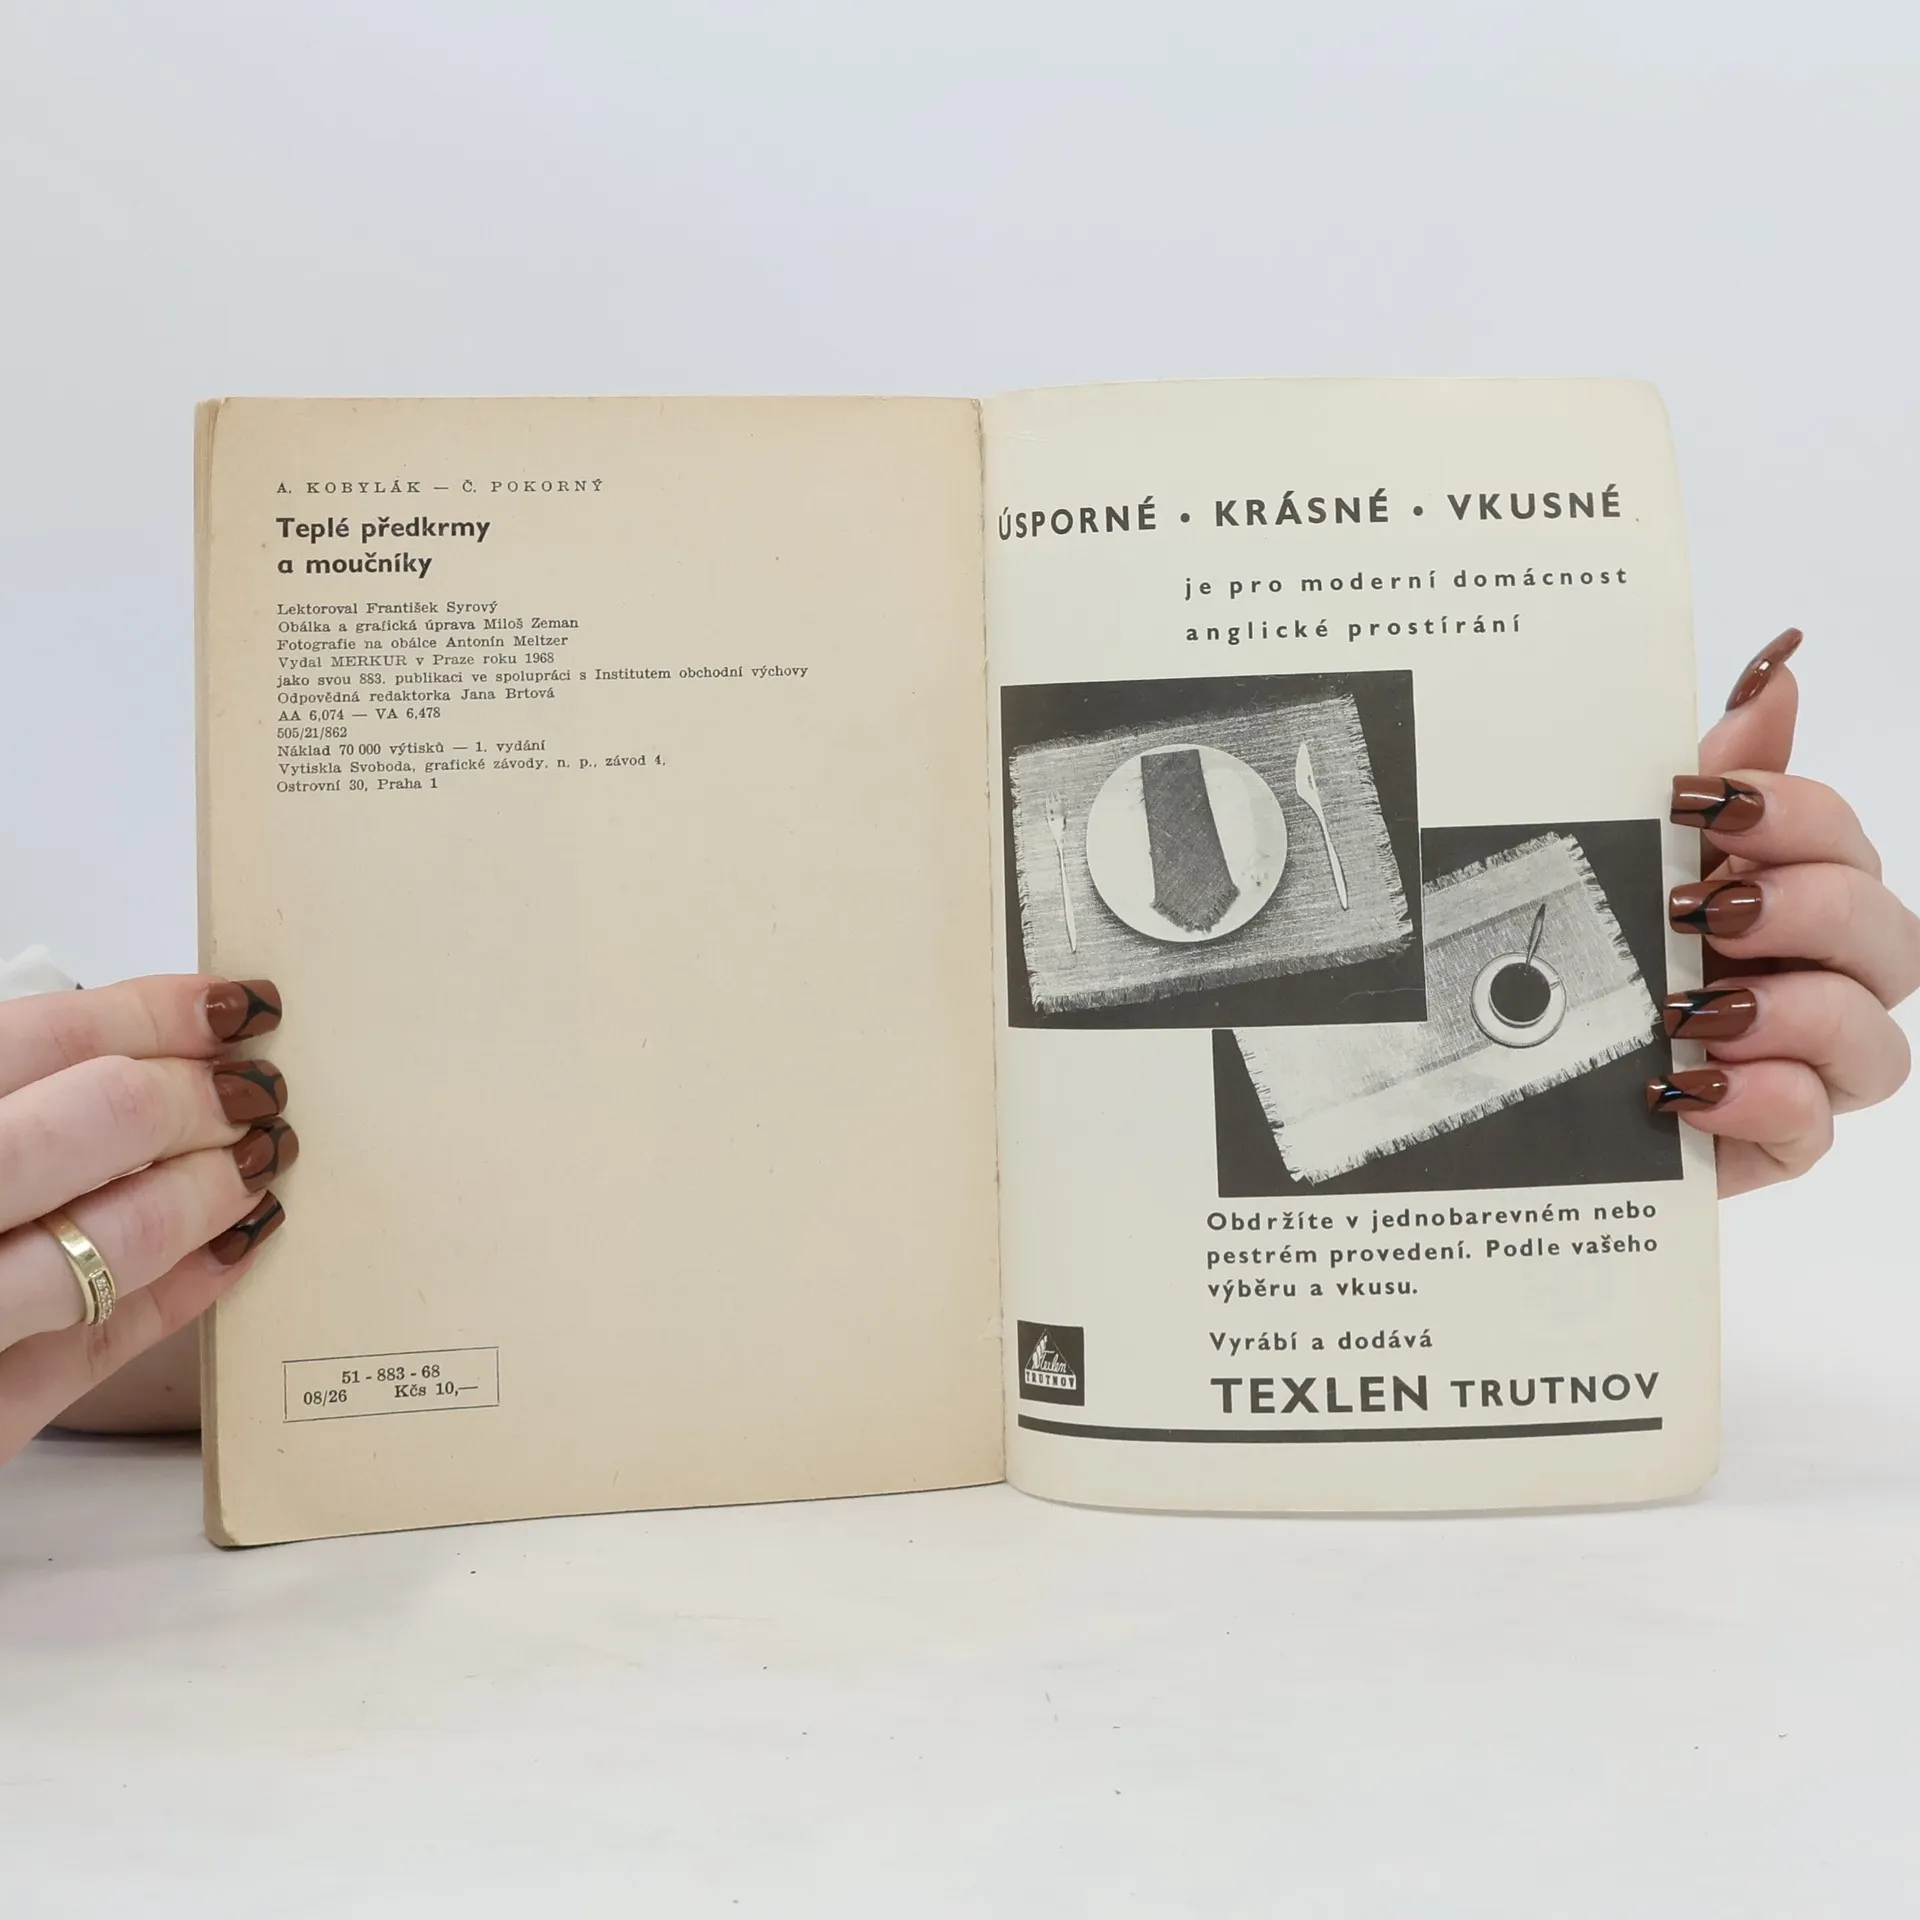 A. KOBYLÁK — Č. POKORNÝ
Teplé předkrmy
a moučníky
Lektoroval František Syrový
Obálka a grafická úprava Miloš Zeman
Fotografie na obálce Antonín Meltzer
Vydal MERKUR v Praze roku 1968
jako svou 883. publikaci ve spolupráci s Institutem obchodní výchovy
Odpovědná redaktorka Jana Brtová
AA 6,074 — VA 6,478
505/21/862
Náklad 70 000 výtisků — 1. vydání
Vytiskla Svoboda, grafické závody, n. p., závod 4,
Ostrovní 30, Praha 1
51 - 883 - 68
08/26 Kčs 10,—
ÚSPORNÉ • KRÁSNÉ • VKUSNÉ
je pro moderní domácnost
anglické prostírání
Obdržíte v jednobarevném nebo
pestrém provedení. Podle vašeho
výběru a vkusu.
Vyrábí a dodává
Texlen
TRUTNOV
TEXLEN TRUTNOV